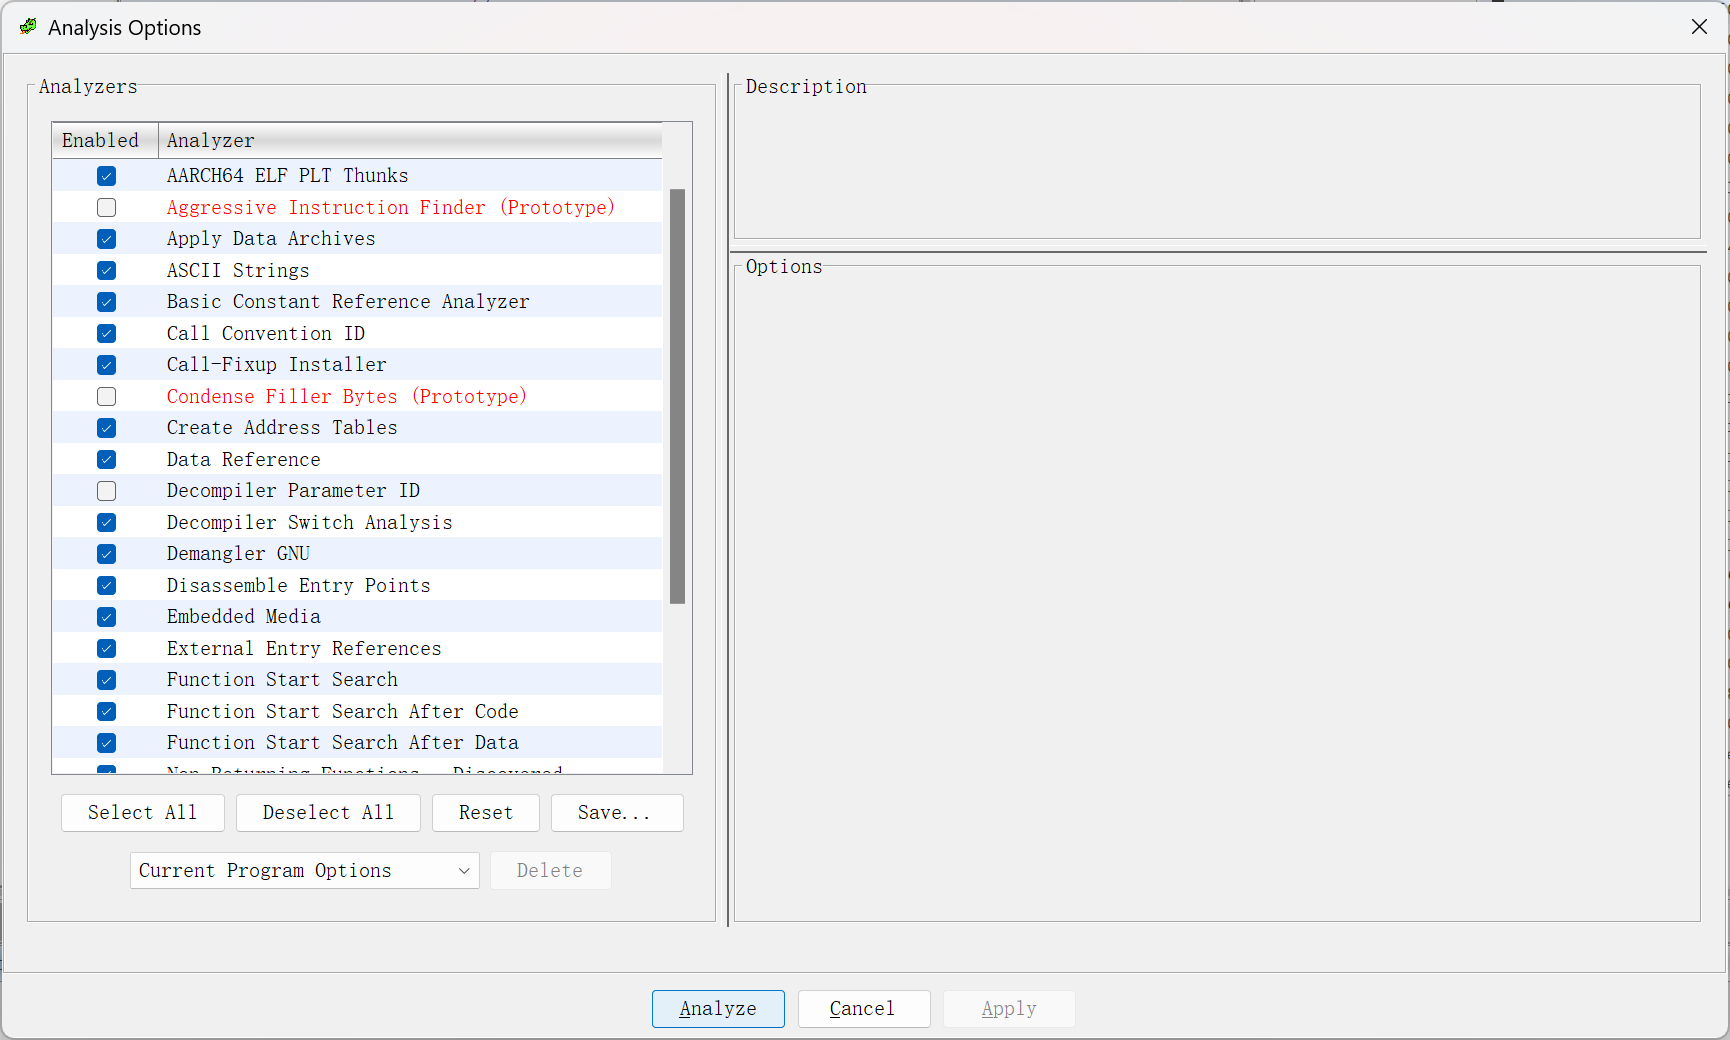 Analysis Options
Analyzers
Enabled Analyzer
AARCH64 ELF PLT Thunks
Aggressive Instruction Finder (Prototype)
Apply Data Archives
ASCII Strings
Basic Constant Reference Analyzer
Call Convention ID
Call-Fixup Installer
Condense Filler Bytes (Prototype)
Create Address Tables
Data Reference
Decompiler Parameter ID
Decompiler Switch Analysis
Demangler GNU
Disassemble Entry Points
Embedded Media
External Entry References
Function Start Search
Function Start Search After Code
Function Start Search After Data
Non-Returning Functions - Discovered
Select All Deselect All Reset Save...
Current Program Options Delete
Description
Options
Analyze Cancel Apply